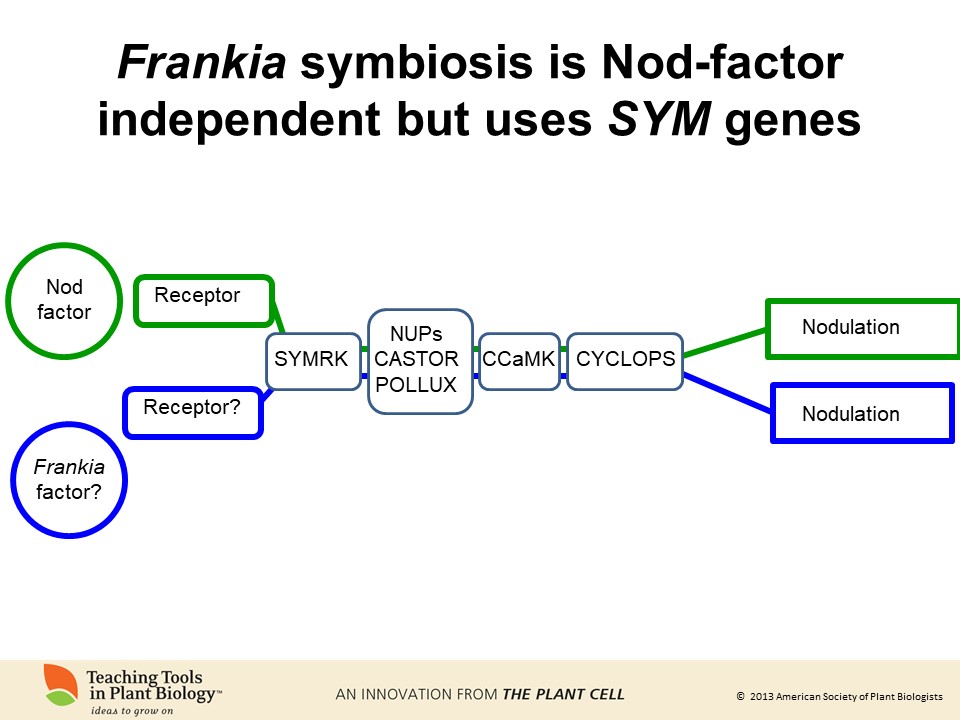 Frankia symbiosis is Nod-factor
independent but uses SYM genes
Nod
factor
Receptor
SYMRK
NUPs
CASTOR
POLLUX
CCaMK
CYCLOPS
Nodulation
Receptor?
Nodulation
Frankia
factor?
Teaching Tools
in Plant Biology™
ideas to grow on
AN INNOVATION FROM THE PLANT CELL
© 2013 American Society of Plant Biologists